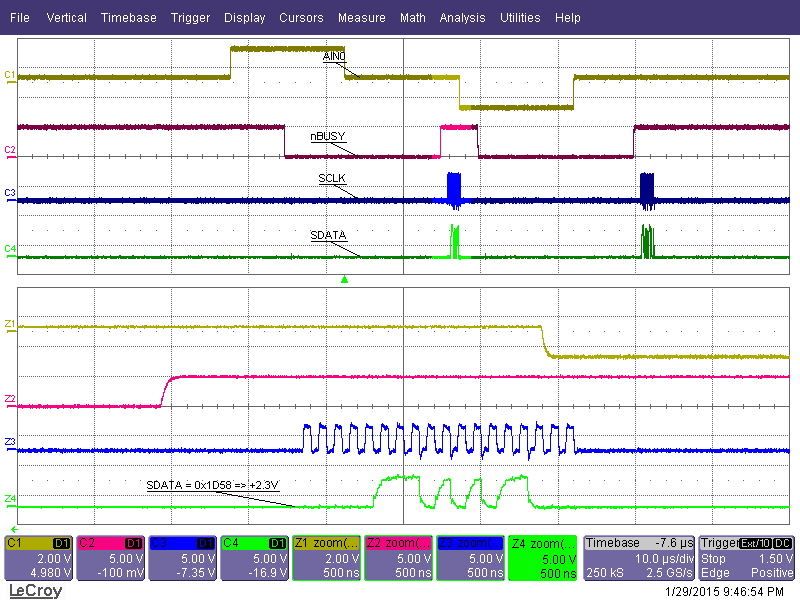 File Vertical Timebase Trigger Display Cursors Measure Math Analysis Utilities Help
C1
AIN0
C2
nBUSY
C3
SCLK
C4
SDATA
Z1
Z2
Z3
SDATA = 0x1D58 => +2.3V
Z4
C1 D1 C2 D1 D1 C4 D1 Z1 zoom(... Z2 zoom(... zoom(... Z4 zoom(... Timebase -7.6 µs Trigger Ext/10 DC
2.00 V 5.00 V 5.00 V 5.00 V 2.00 V 5.00 V 5.00 V 5.00 V 10.0 µs/div Stop 1.50 V
4.980 V -100 mV -7.35 V -16.9 V 500 ns 500 ns 500 ns 500 ns 250 kS 2.5 GS/s Edge Positive
LeCroy 1/29/2015 9:46:54 PM